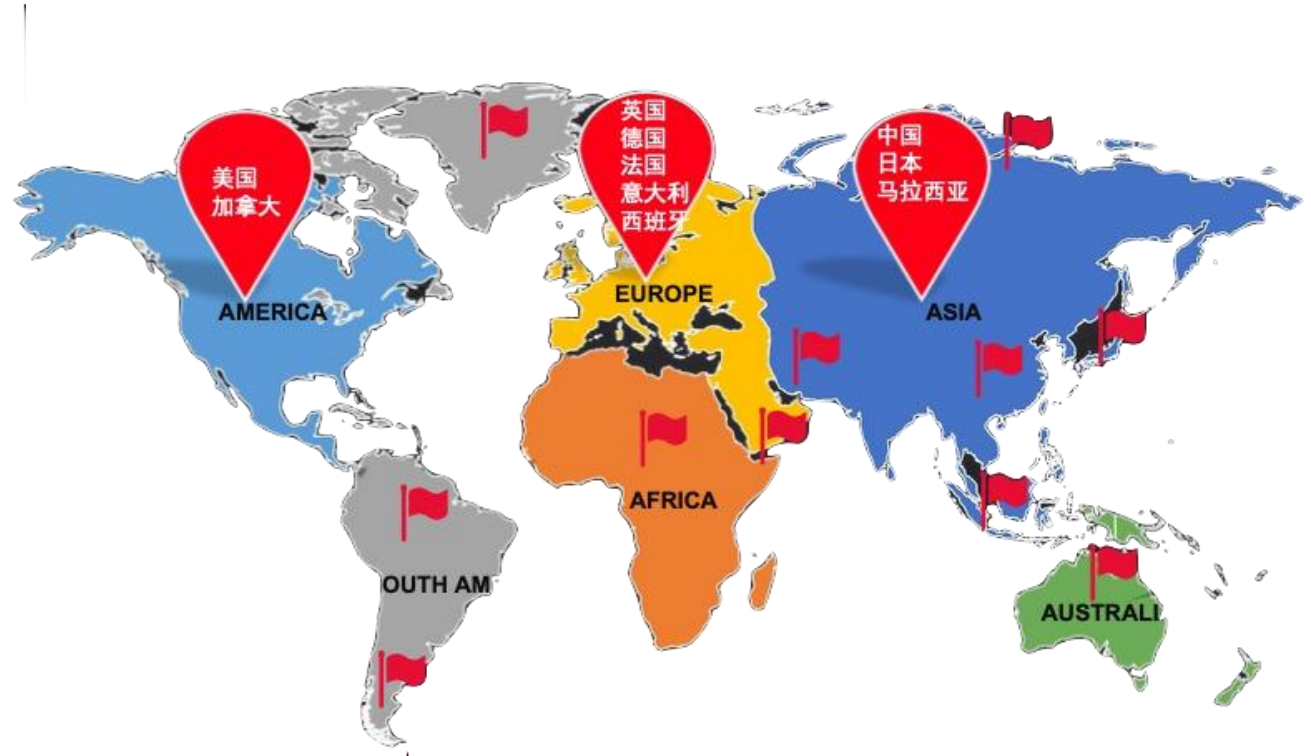 美国
加拿大
AMERICA
英国
德国
法国
意大利
西班牙
EUROPE
中国
日本
马拉西亚
ASIA
AFRICA
OUTH AM
AUSTRALI